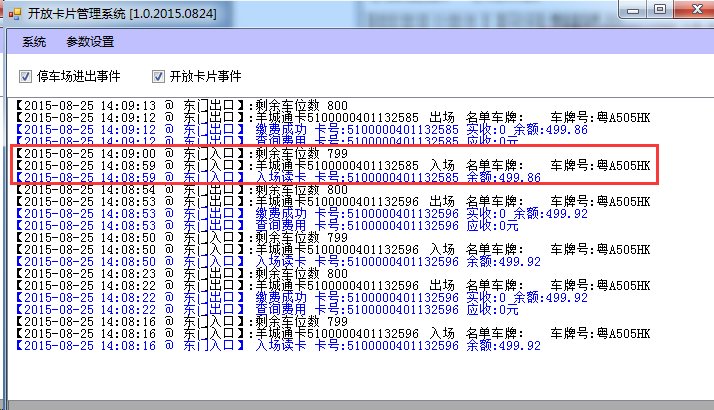 开放卡片管理系统 [1.0.2015.0824]
系统 参数设置
停车场进出事件 开放卡片事件
【2015-08-25 14:09:13 @ 东门出口】:剩余车位数 800
【2015-08-25 14:09:12 @ 东门出口】:羊城通卡5100000401132585 出场 名单车牌: 车牌号:粤A505HK
【2015-08-25 14:09:12 @ 东门出口】 缴费成功 卡号:5100000401132585 实收:0 余额:499.86
【2015-08-25 14:09:12 @ 东门出口】 查询费用 卡号:5100000401132585 应收:0元
【2015-08-25 14:09:00 @ 东门入口】:剩余车位数 799
【2015-08-25 14:08:59 @ 东门入口】:羊城通卡5100000401132585 入场 名单车牌: 车牌号:粤A505HK
【2015-08-25 14:08:59 @ 东门入口】 入场读卡 卡号:5100000401132585 余额:499.86
【2015-08-25 14:08:54 @ 东门出口】:剩余车位数 800
【2015-08-25 14:08:53 @ 东门出口】:羊城通卡5100000401132596 出场 名单车牌: 车牌号:粤A505HK
【2015-08-25 14:08:53 @ 东门出口】 缴费成功 卡号:5100000401132596 实收:0 余额:499.92
【2015-08-25 14:08:53 @ 东门出口】 查询费用 卡号:5100000401132596 应收:0元
【2015-08-25 14:08:50 @ 东门入口】:剩余车位数 799
【2015-08-25 14:08:50 @ 东门入口】:羊城通卡5100000401132596 入场 名单车牌: 车牌号:粤A505HK
【2015-08-25 14:08:50 @ 东门入口】 入场读卡 卡号:5100000401132596 余额:499.92
【2015-08-25 14:08:23 @ 东门出口】:剩余车位数 800
【2015-08-25 14:08:22 @ 东门出口】:羊城通卡5100000401132596 出场 名单车牌: 车牌号:粤A505HK
【2015-08-25 14:08:22 @ 东门出口】 缴费成功 卡号:5100000401132596 实收:0 余额:499.92
【2015-08-25 14:08:22 @ 东门出口】 查询费用 卡号:5100000401132596 应收:0元
【2015-08-25 14:08:16 @ 东门入口】:剩余车位数 799
【2015-08-25 14:08:16 @ 东门入口】:羊城通卡5100000401132596 入场 名单车牌: 车牌号:粤A505HK
【2015-08-25 14:08:16 @ 东门入口】 入场读卡 卡号:5100000401132596 余额:499.92